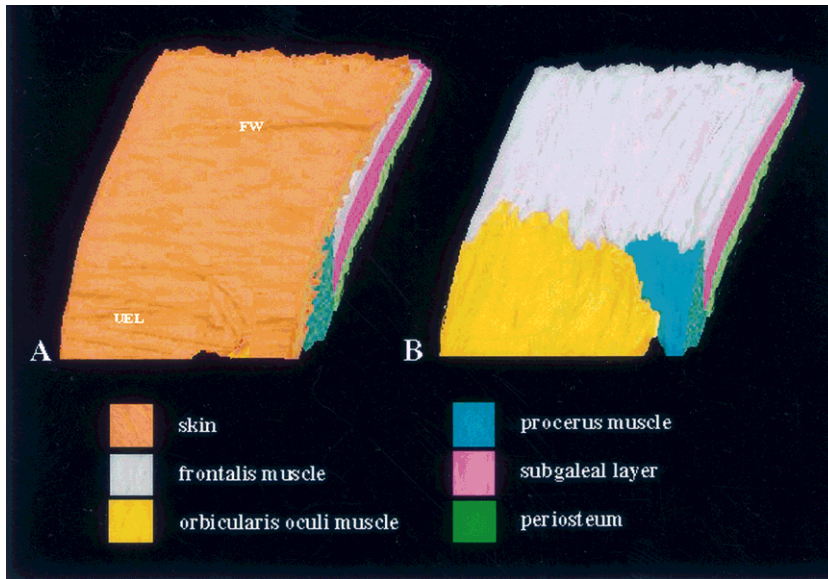 FW
UEL
A
B
skin
frontalis muscle
orbicularis oculi muscle
procerus muscle
subgaleal layer
periosteum